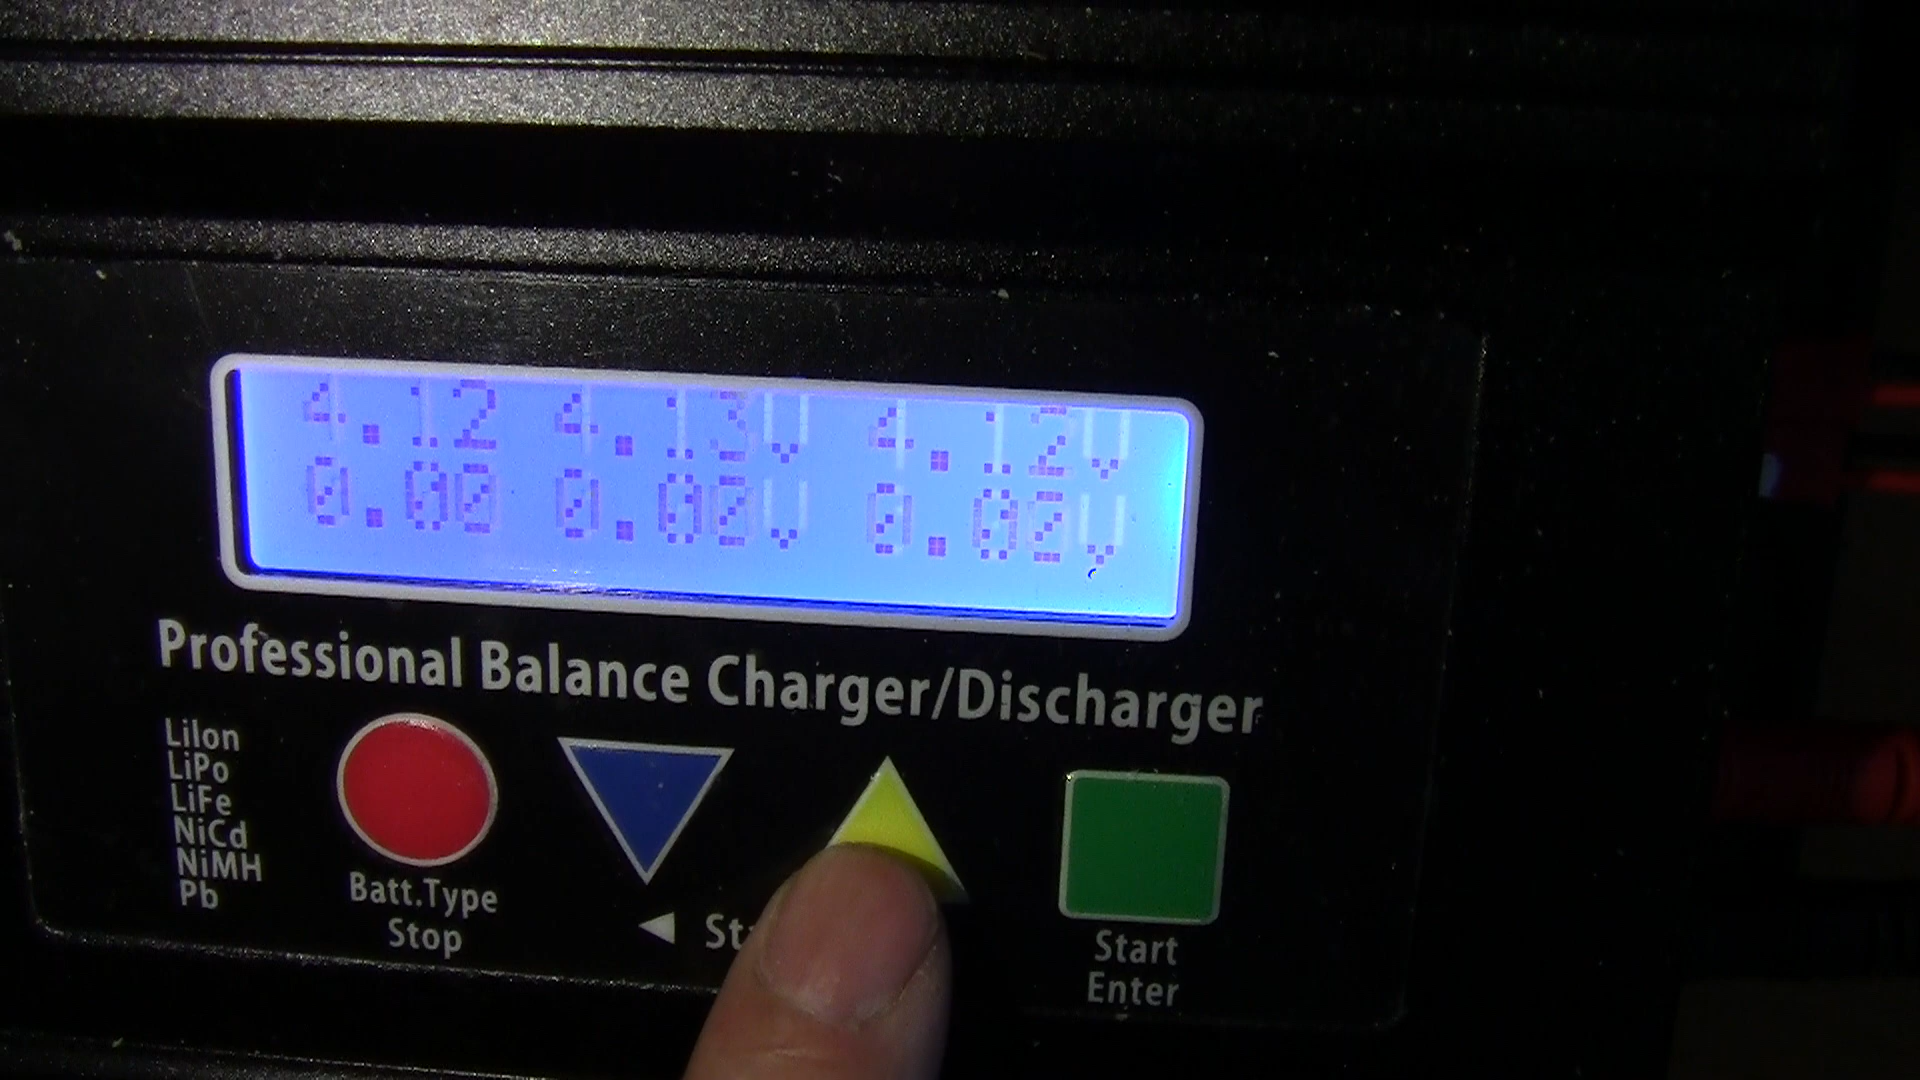 4.12 4.13V 4.12V
0.00 0.00V 0.00V
Professional Balance Charger/Discharger
LiIon
LiPo
LiFe
NiCd
NiMH
Pb
Batt.Type
Stop
◀
Start
Enter